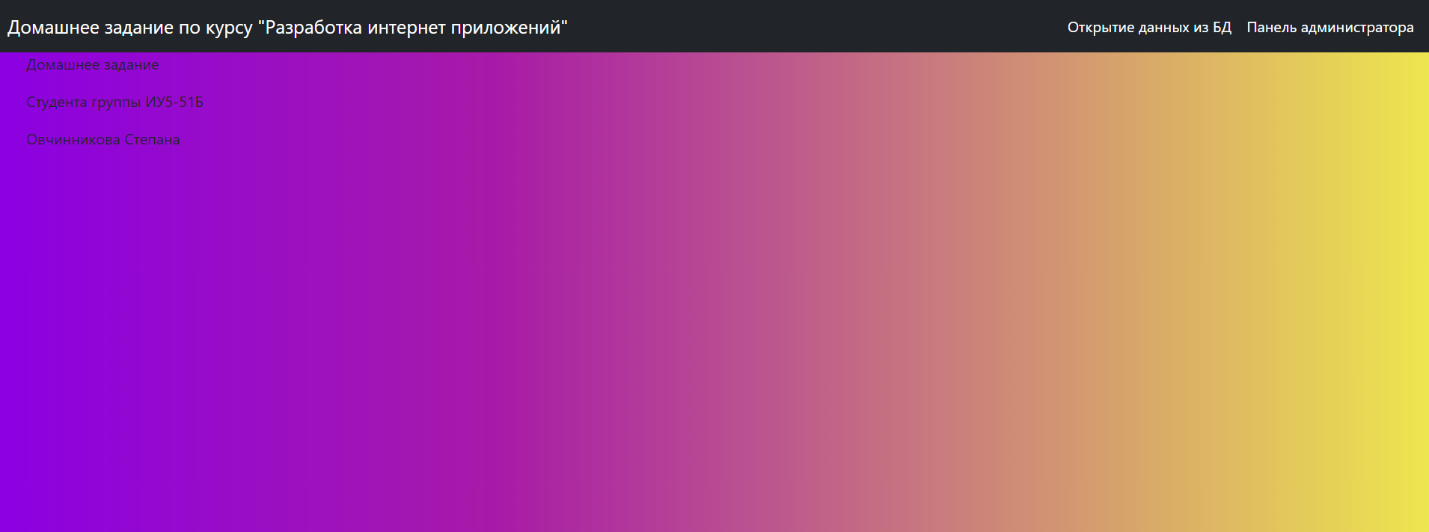 Домашнее задание по курсу "Разработка интернет приложений"
Открытие данных из БД Панель администратора
Домашнее задание
Студента группы ИУ5-51Б
Овчинникова Степана